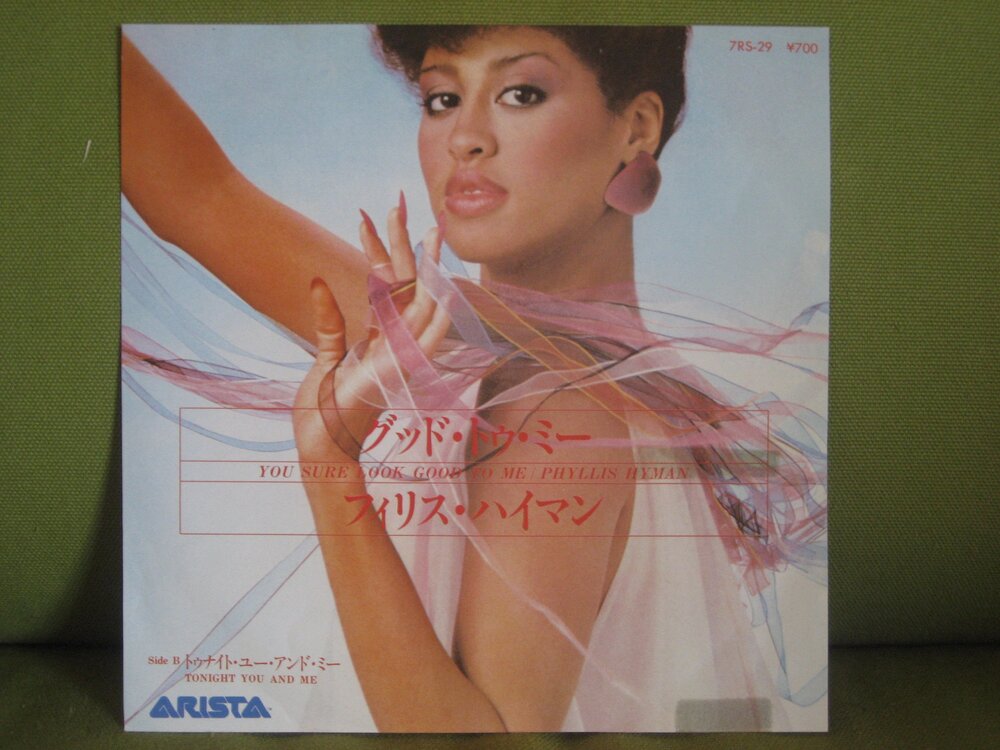 7RS-29 ¥700
グッド・トゥ・ミー
YOU SURE LOOK GOOD TO ME / PHYLLIS HYMAN
フィリス・ハイマン
Side B トゥナイト・ユー・アンド・ミー
TONIGHT YOU AND ME
ARISTA